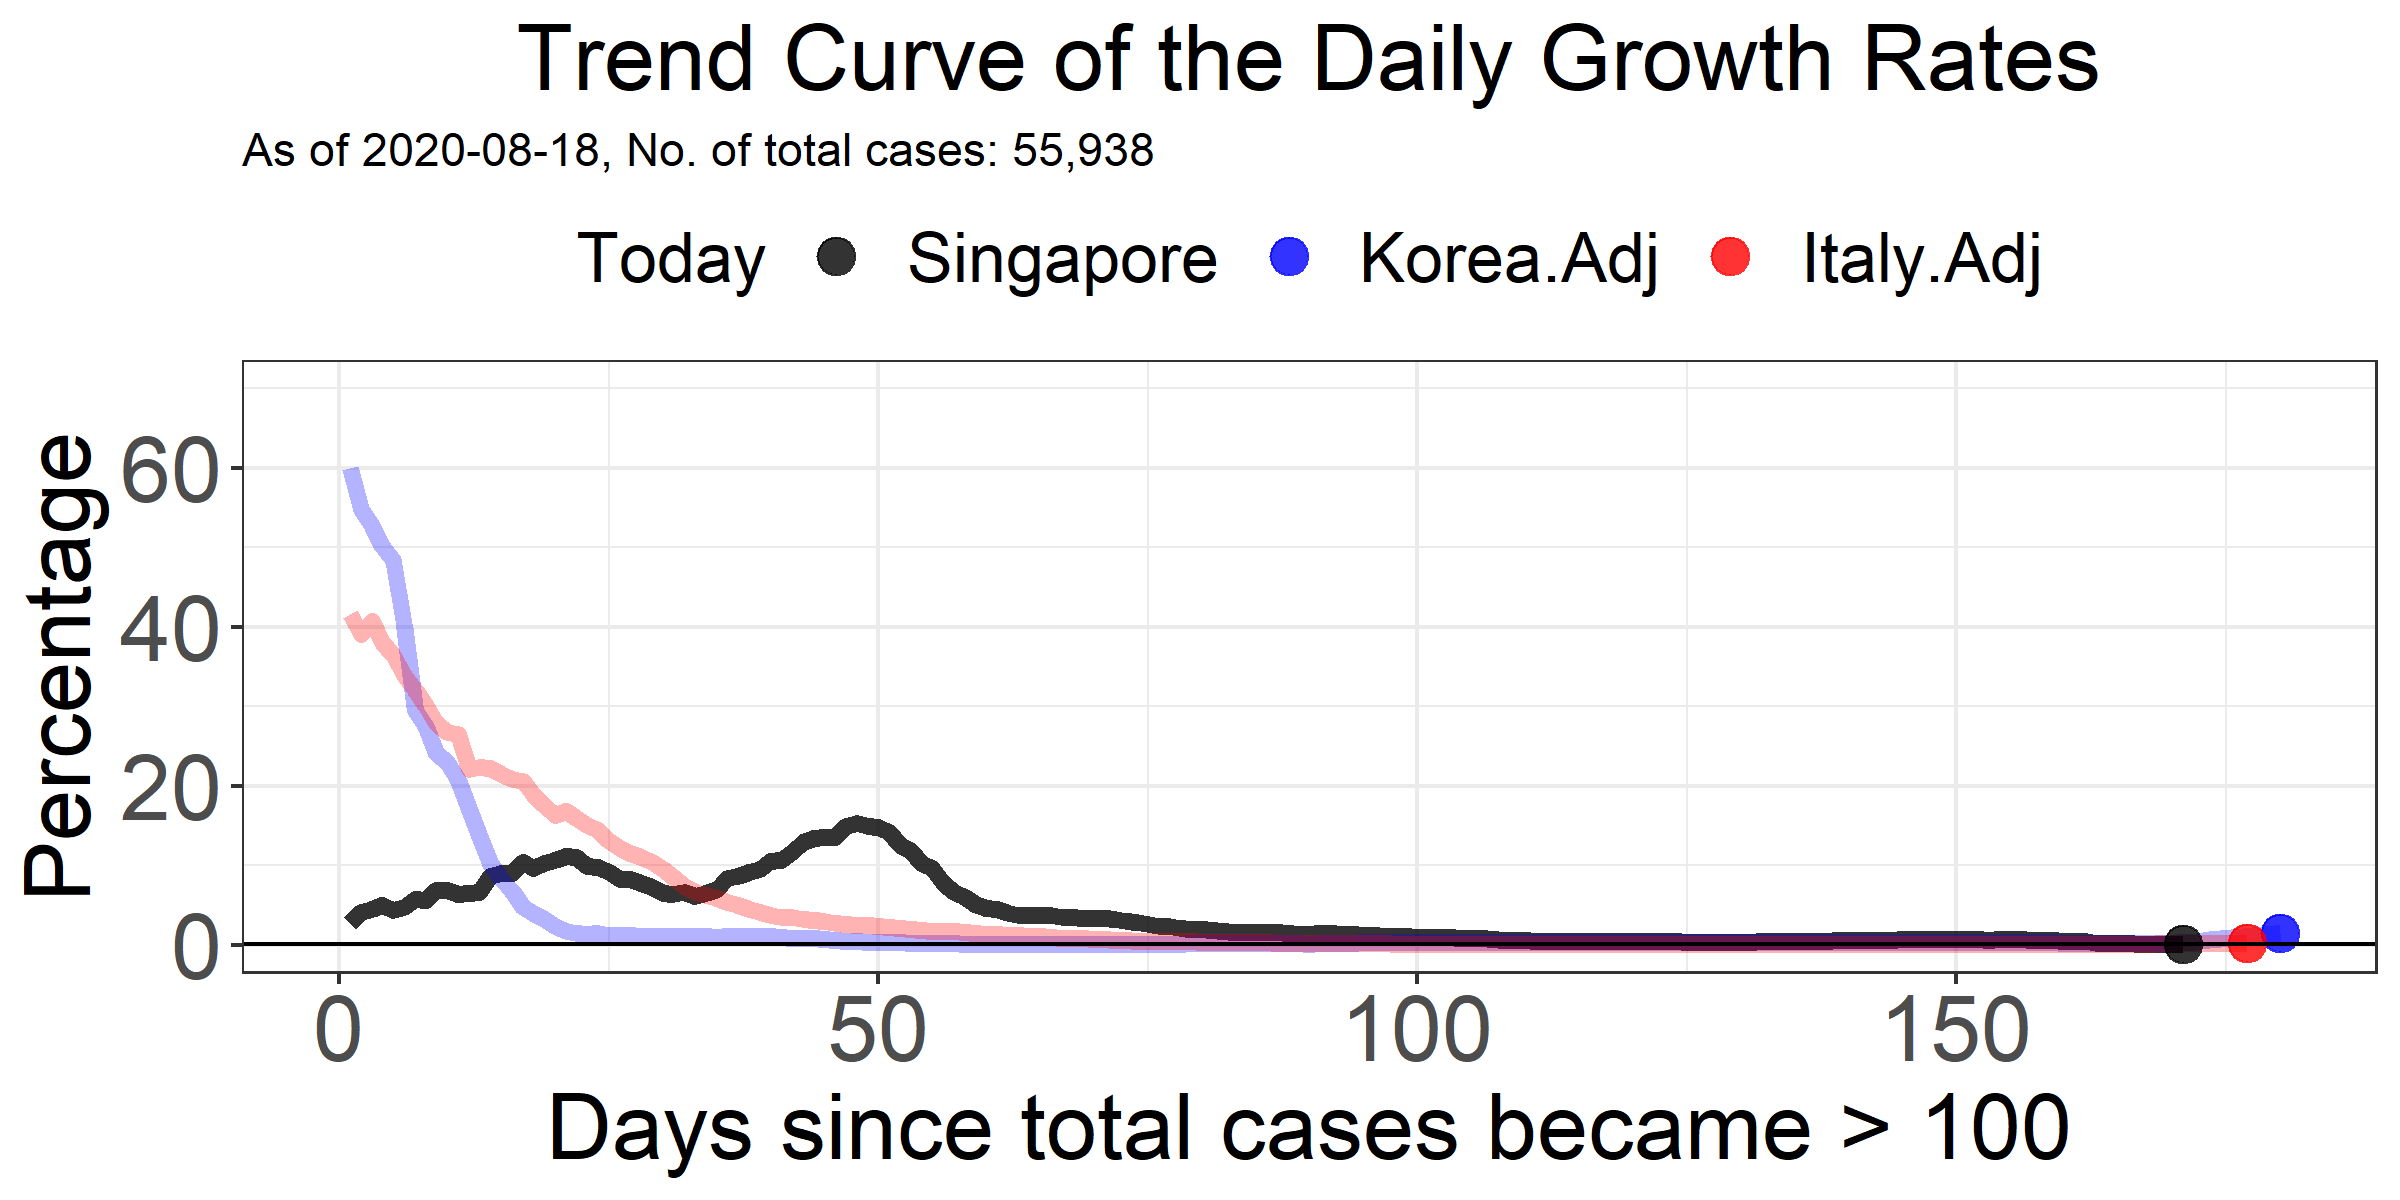 Trend Curve of the Daily Growth Rates
As of 2020-08-18, No. of total cases: 55,938
Today Singapore Korea.Adj Italy.Adj
Percentage
60
40
20
0
0 50 100 150
Days since total cases became > 100